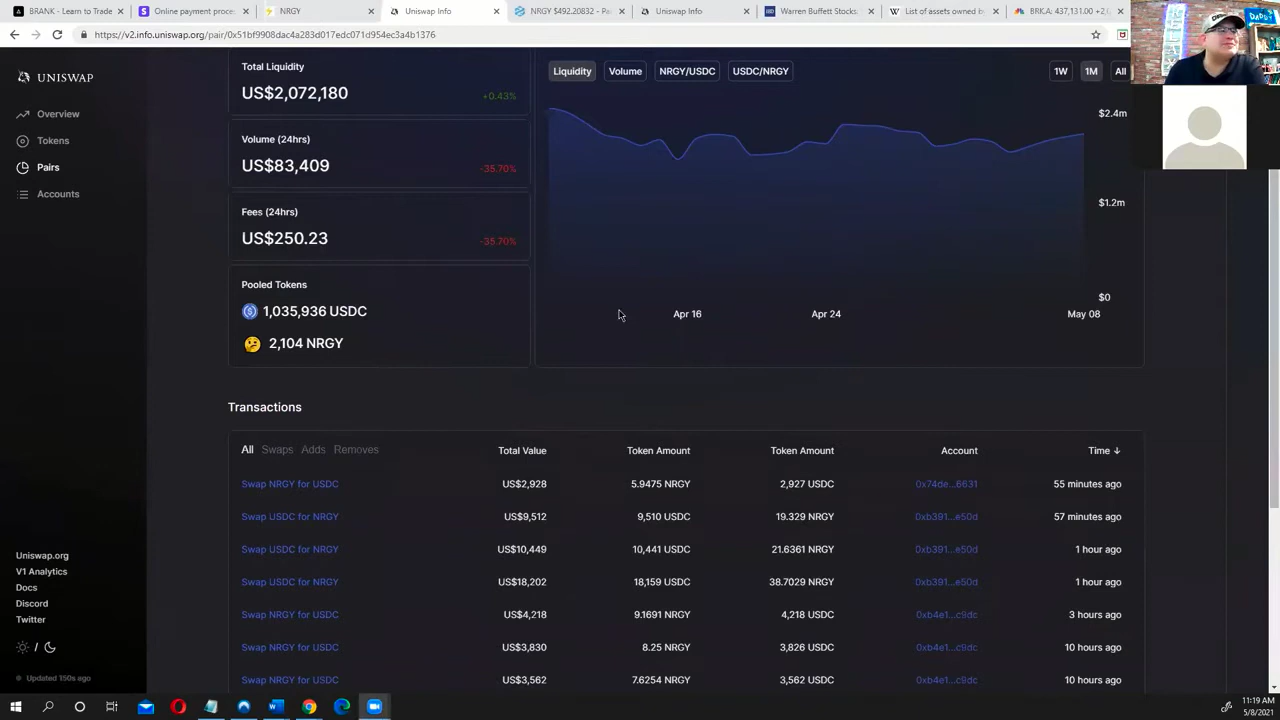 BRANK - Learn to Trade
Online payment proces
NRGY
Uniswap Info
NRGY $492.20832 - Uni
Uniswap Info
Warren Buffett Stocks
List of assets owned b
BRKA: 437,131.00 +2
https://v2.info.uniswap.org/pair/0x51bf9908dac4a283d017edc071d954ec3a4b1376
UNISWAP
Overview
Tokens
Pairs
Accounts
Uniswap.org
V1 Analytics
Docs
Discord
Twitter
/
Updated 150s ago
Total Liquidity
US$2,072,180
+0.43%
Volume (24hrs)
US$83,409
-35.70%
Fees (24hrs)
US$250.23
-35.70%
Pooled Tokens
1,035,936 USDC
2,104 NRGY
Liquidity Volume NRGY/USDC USDC/NRGY
1W 1M All
$2.4m
$1.2m
$0
Apr 16 Apr 24 May 08
Transactions
All Swaps Adds Removes Total Value Token Amount Token Amount Account Time ↓
Swap NRGY for USDC US$2,928 5.9475 NRGY 2,927 USDC 0x74de...6631 55 minutes ago
Swap USDC for NRGY US$9,512 9,510 USDC 19.329 NRGY 0xb391...e50d 57 minutes ago
Swap USDC for NRGY US$10,449 10,441 USDC 21.6361 NRGY 0xb391...e50d 1 hour ago
Swap USDC for NRGY US$18,202 18,159 USDC 38.7029 NRGY 0xb391...e50d 1 hour ago
Swap NRGY for USDC US$4,218 9.1691 NRGY 4,218 USDC 0xb4e1...c9dc 3 hours ago
Swap NRGY for USDC US$3,830 8.25 NRGY 3,826 USDC 0xb4e1...c9dc 10 hours ago
Swap NRGY for USDC US$3,562 7.6254 NRGY 3,562 USDC 0xb4e1...c9dc 10 hours ago
DADDY
11:19 AM
5/8/2021